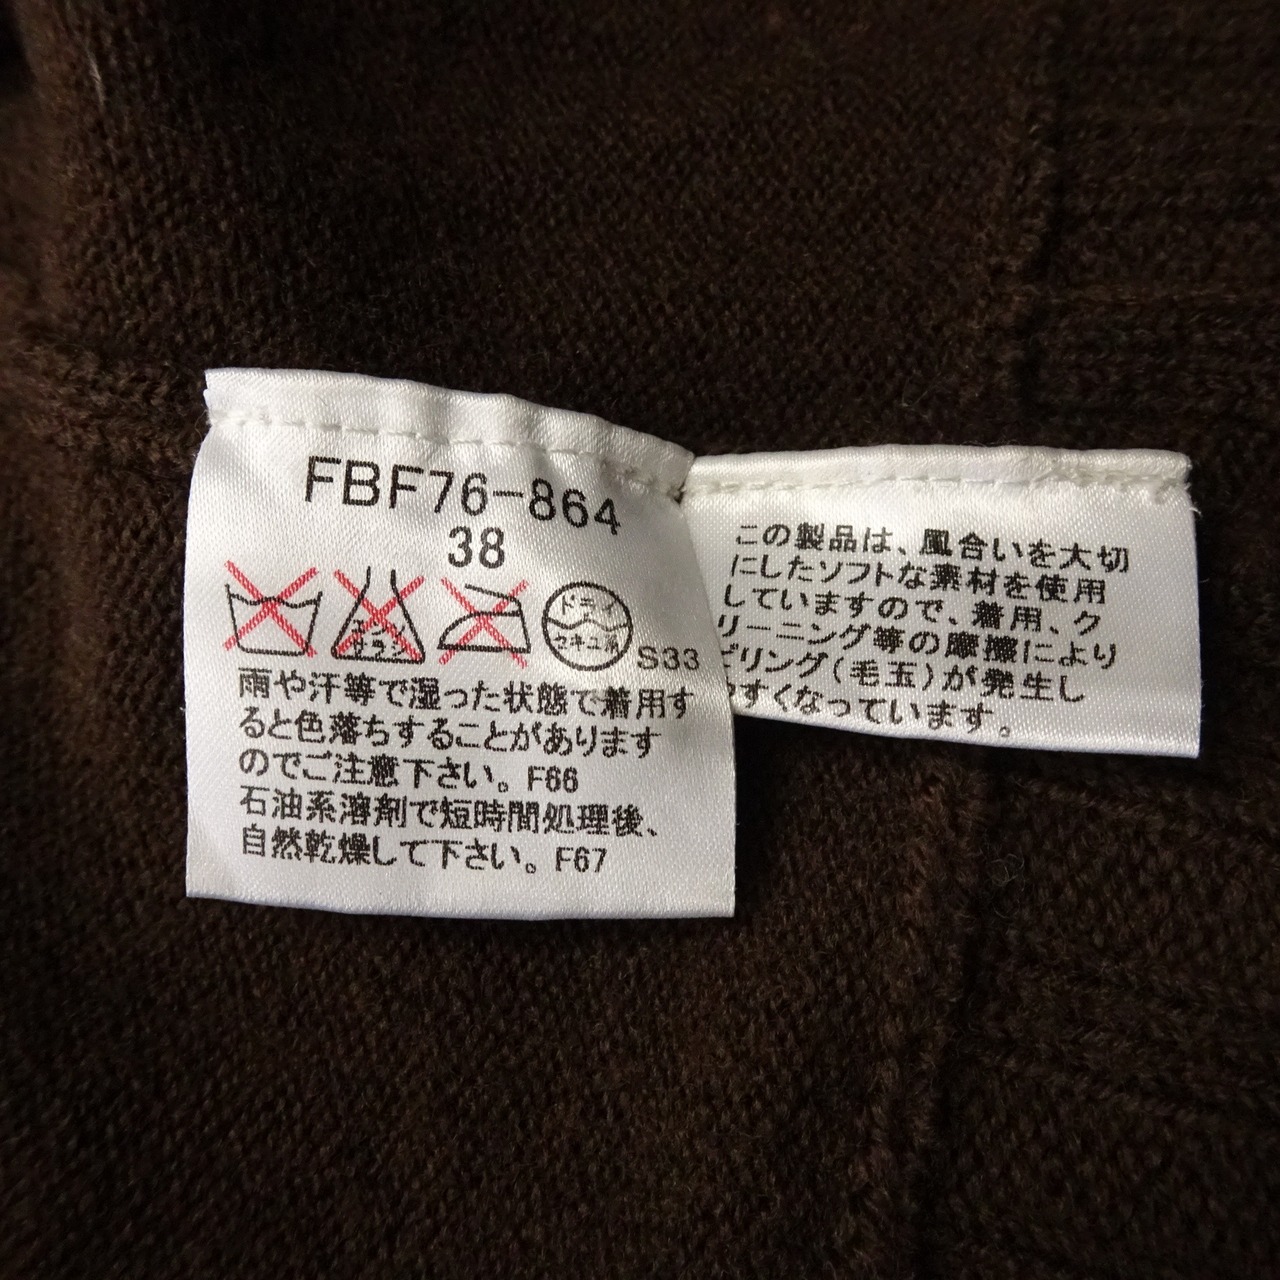 FBF76-864
38
エンソ
サラシ
ドライ
セキユ系
S33
雨や汗等で湿った状態で着用す
ると色落ちすることがあります
のでご注意下さい。F66
石油系溶剤で短時間処理後、
自然乾燥して下さい。F67
この製品は、風合いを大切
にしたソフトな素材を使用
していますので、着用、ク
リーニング等の摩擦により
ピリング(毛玉)が発生し
やすくなっています。